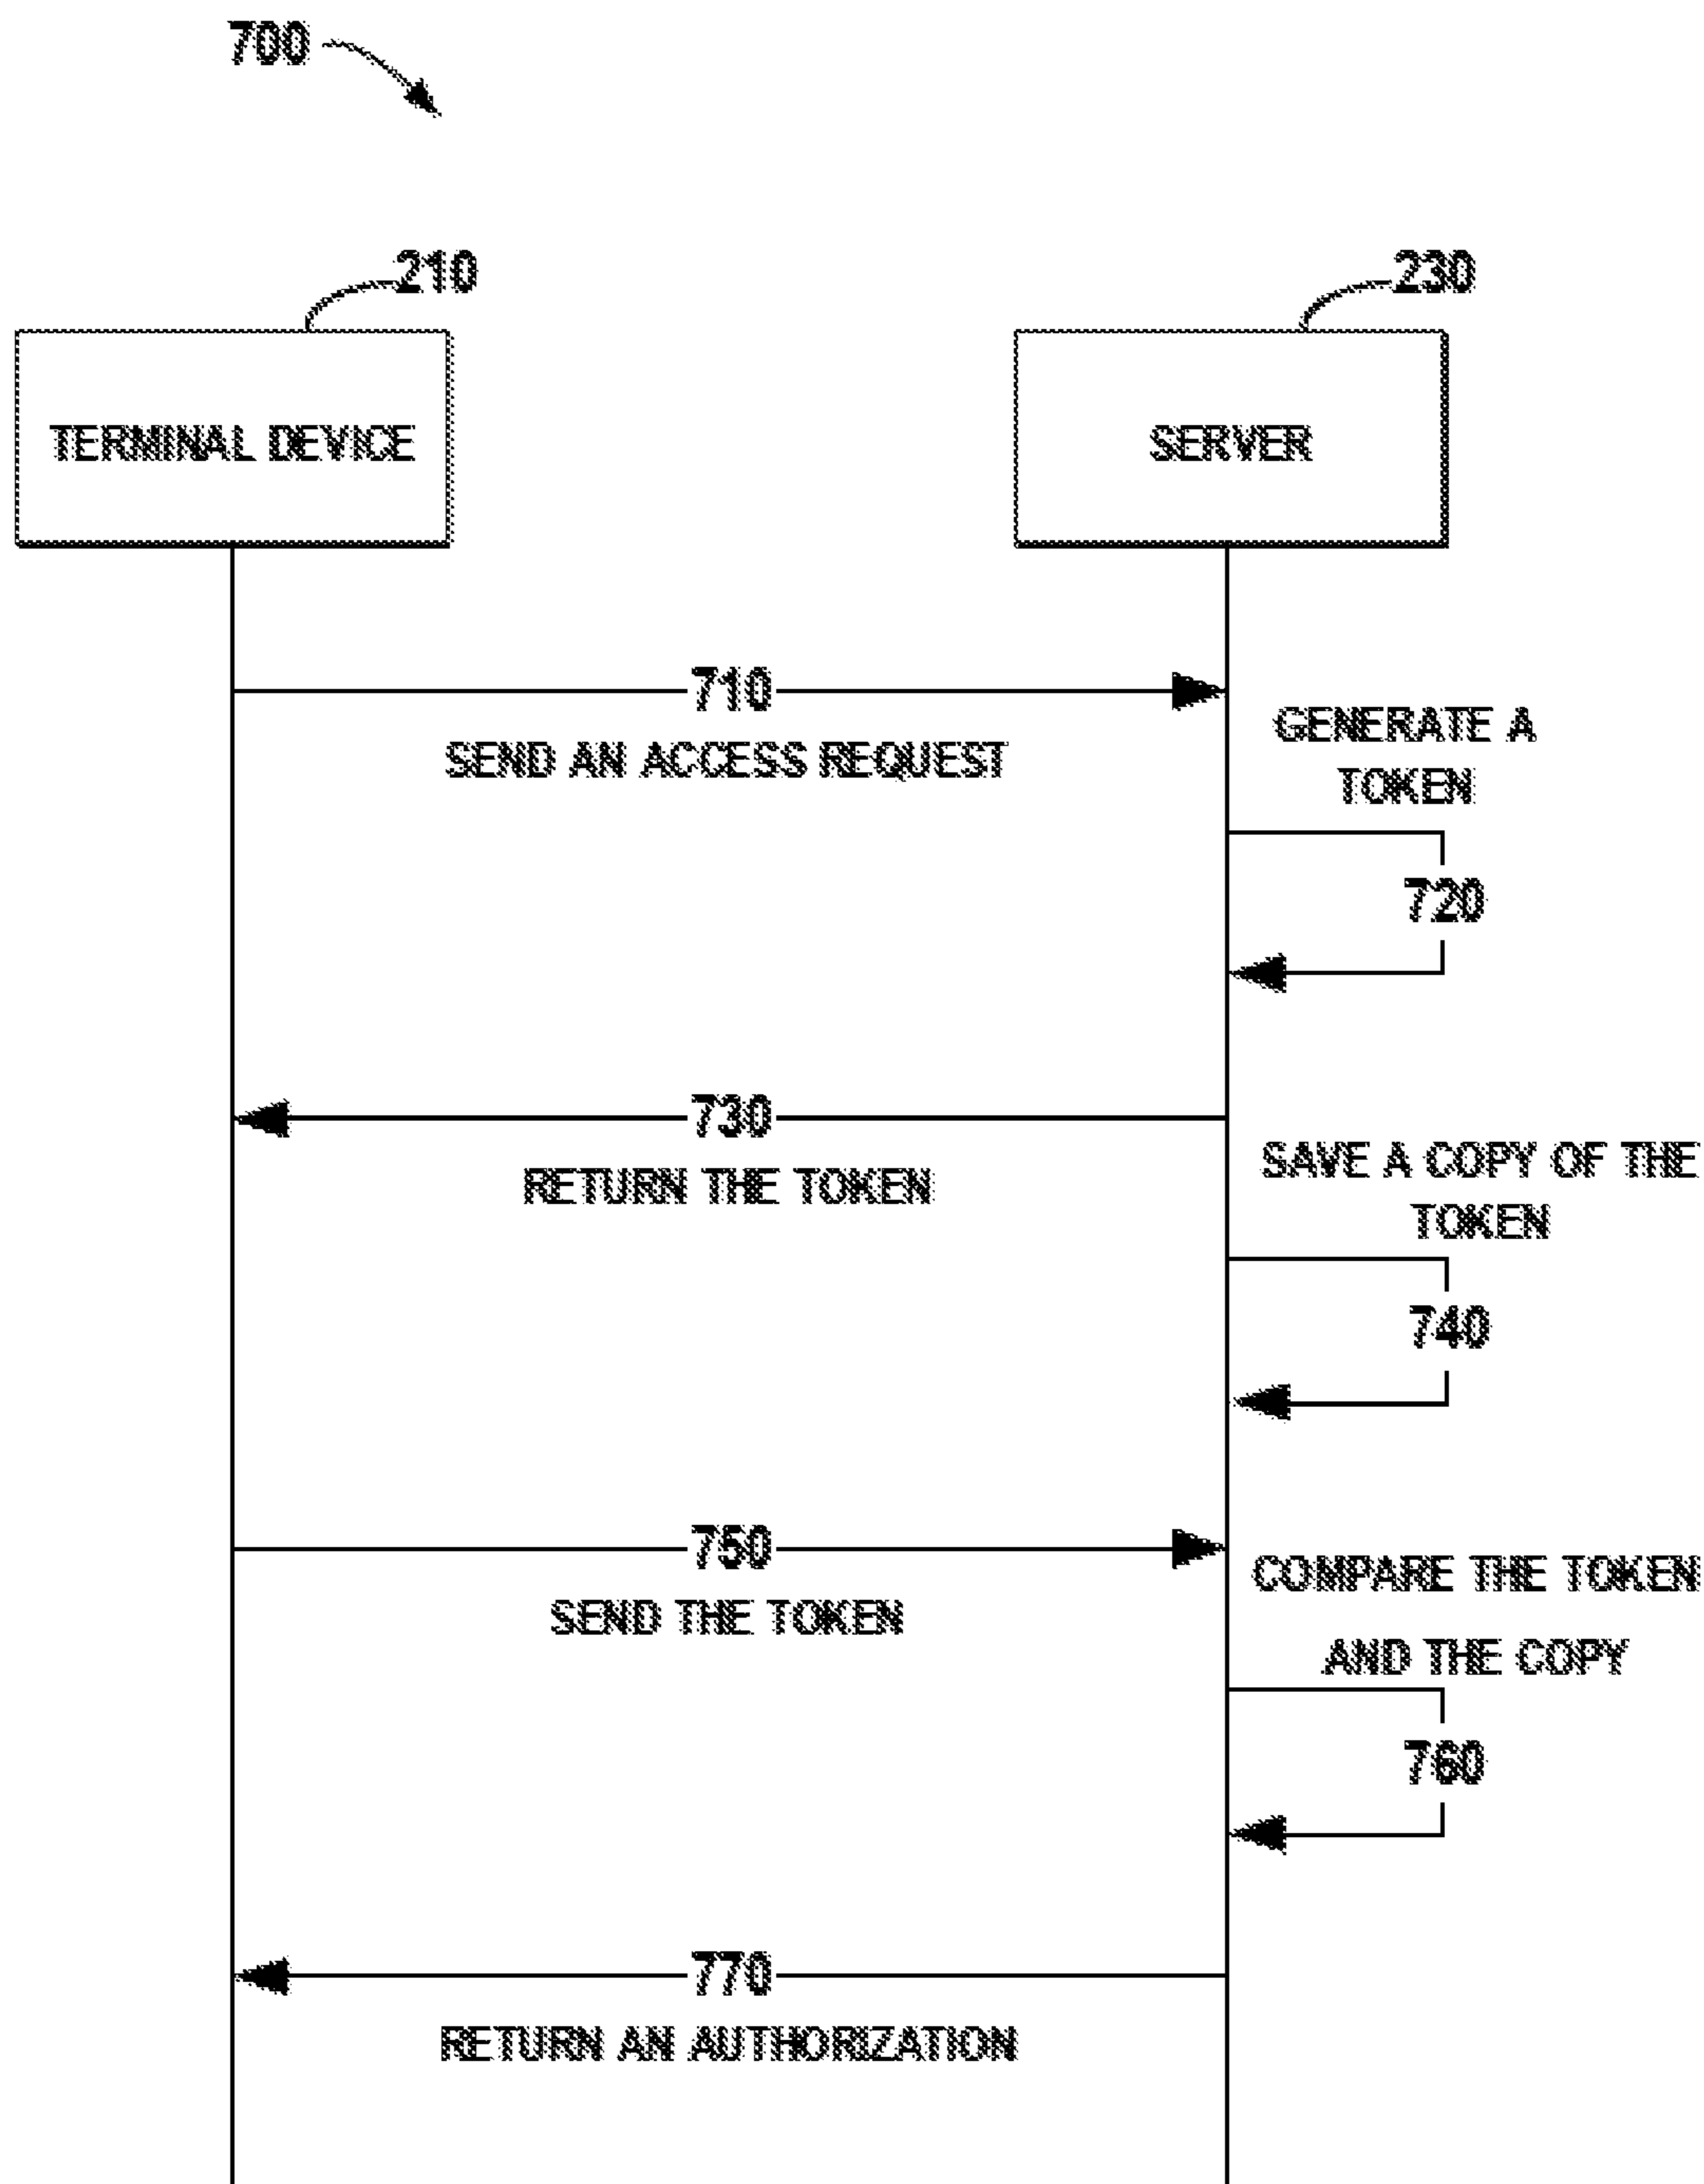 700
210
230
TERMINAL DEVICE
SERVER
710
SEND AN ACCESS REQUEST
GENERATE A
TOKEN
720
730
RETURN THE TOKEN
SAVE A COPY OF THE
TOKEN
740
750
SEND THE TOKEN
COMPARE THE TOKEN
AND THE COPY
760
770
RETURN AN AUTHORIZATION